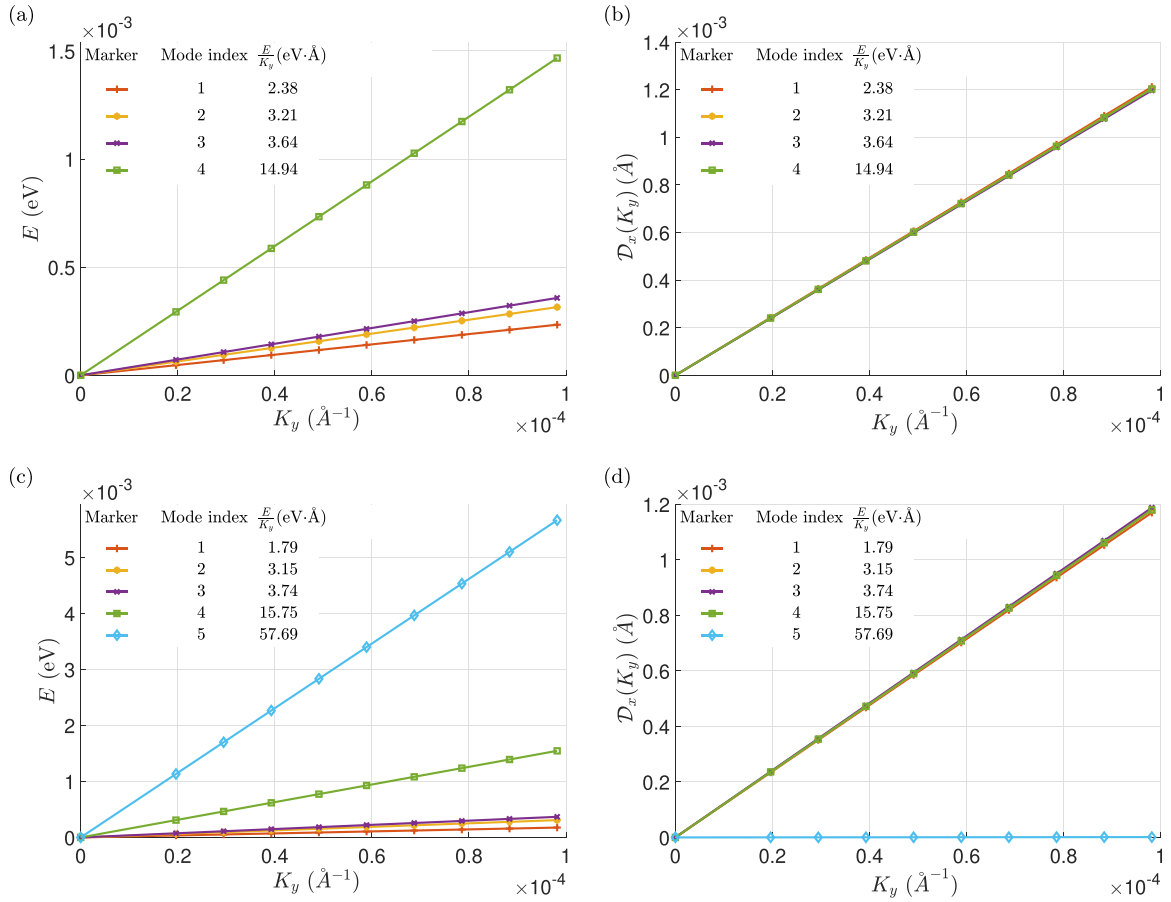 (a)
×10⁻³
Marker Mode index E/K_y (eV·Å)
1 2.38
2 3.21
3 3.64
4 14.94
1.5
1
0.5
0
E (eV)
0 0.2 0.4 0.6 0.8 1
K_y (Å⁻¹)
×10⁻⁴
(b)
×10⁻³
Marker Mode index E/K_y (eV·Å)
1 2.38
2 3.21
3 3.64
4 14.94
1.4
1.2
1
0.8
0.6
0.4
0.2
0
𝒟_x(K_y) (Å)
0 0.2 0.4 0.6 0.8 1
K_y (Å⁻¹)
×10⁻⁴
(c)
×10⁻³
Marker Mode index E/K_y (eV·Å)
1 1.79
2 3.15
3 3.74
4 15.75
5 57.69
5
4
3
2
1
0
E (eV)
0 0.2 0.4 0.6 0.8 1
K_y (Å⁻¹)
×10⁻⁴
(d)
×10⁻³
Marker Mode index E/K_y (eV·Å)
1 1.79
2 3.15
3 3.74
4 15.75
5 57.69
1.2
1
0.8
0.6
0.4
0.2
0
𝒟_x(K_y) (Å)
0 0.2 0.4 0.6 0.8 1
K_y (Å⁻¹)
×10⁻⁴